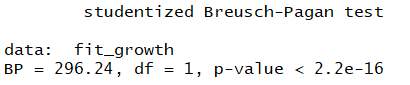 studentized Breusch-Pagan test
data:  fit_growth
BP = 296.24, df = 1, p-value < 2.2e-16